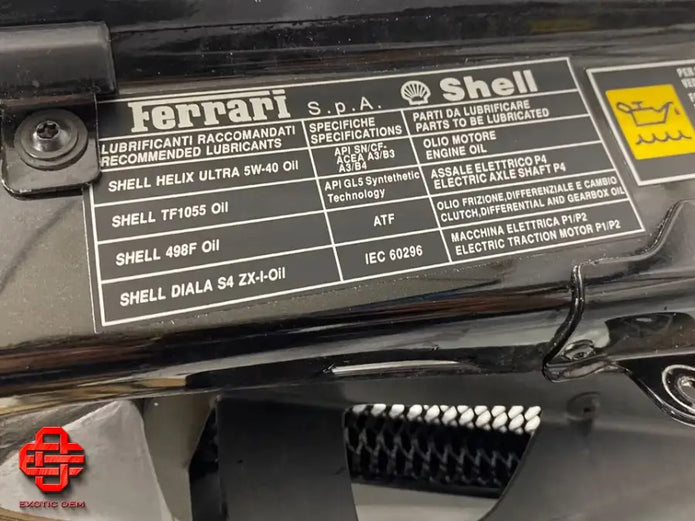 Ferrari S.p.A. Shell
LUBRIFICANTI RACCOMANDATI
RECOMMENDED LUBRICANTS
SPECIFICHE
SPECIFICATIONS
PARTI DA LUBRIFICARE
PARTS TO BE LUBRICATED
SHELL HELIX ULTRA 5W-40 Oil
API SN/CF-
ACEA A3/B3
A3/B4
OLIO MOTORE
ENGINE OIL
SHELL TF1055 Oil
API GL5 Syntethetic
Technology
ASSALE ELETTRICO P4
ELECTRIC AXLE SHAFT P4
SHELL 498F Oil
ATF
OLIO FRIZIONE,DIFFERENZIALE E CAMBIO
CLUTCH,DIFFERENTIAL AND GEARBOX OIL
SHELL DIALA S4 ZX-I-Oil
IEC 60296
MACCHINA ELETTRICA P1/P2
ELECTRIC TRACTION MOTOR P1/P2
PER
EXOTIC OEM